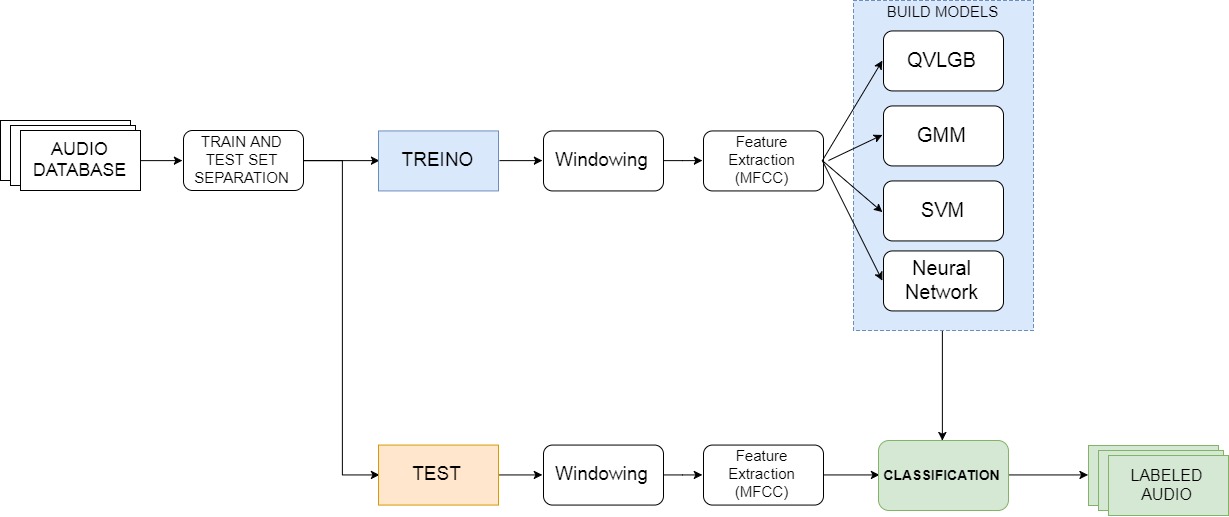 BUILD MODELS
QVLGB
GMM
SVM
Neural
Network
AUDIO
DATABASE
TRAIN AND
TEST SET
SEPARATION
TREINO
Windowing
Feature
Extraction
(MFCC)
TEST
Windowing
Feature
Extraction
(MFCC)
CLASSIFICATION
LABELED
AUDIO